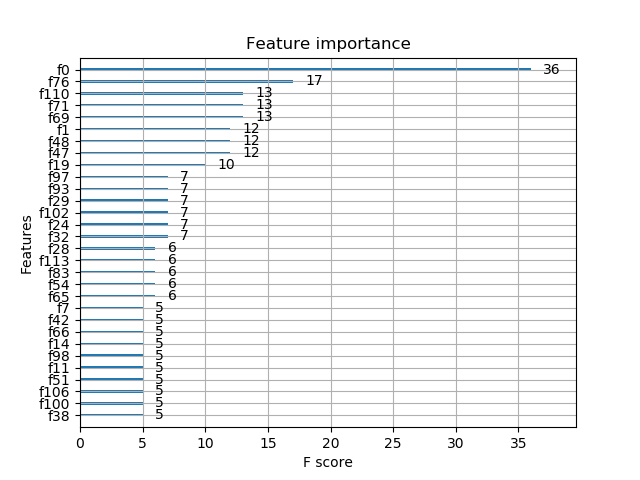 Feature importance
f0 36
f76 17
f110 13
f71 13
f69 13
f1 12
f48 12
f47 12
f19 10
f97 7
f93 7
f29 7
f102 7
f24 7
f32 7
f28 6
f113 6
f83 6
f54 6
f65 6
f7 5
f42 5
f66 5
f14 5
f98 5
f11 5
f51 5
f106 5
f100 5
f38 5
Features
0 5 10 15 20 25 30 35
F score